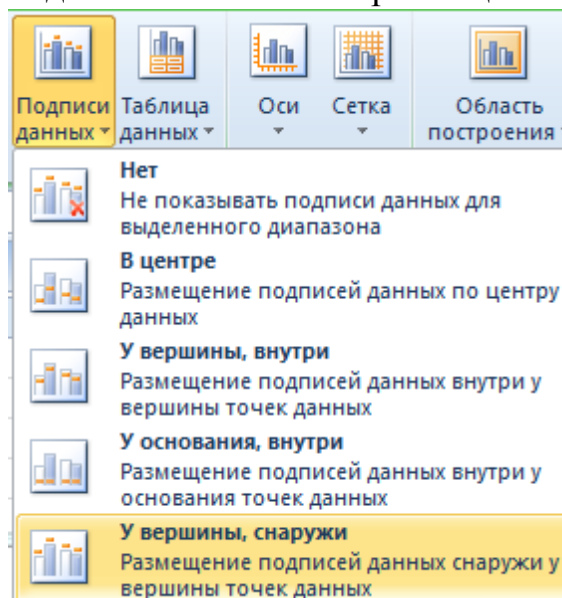 Подписи данных
Таблица данных
Оси
Сетка
Область построения
Нет
Не показывать подписи данных для
выделенного диапазона
В центре
Размещение подписей данных по центру
данных
У вершины, внутри
Размещение подписей данных внутри у
вершины точек данных
У основания, внутри
Размещение подписей данных внутри у
основания точек данных
У вершины, снаружи
Размещение подписей данных снаружи у
вершины точек данных